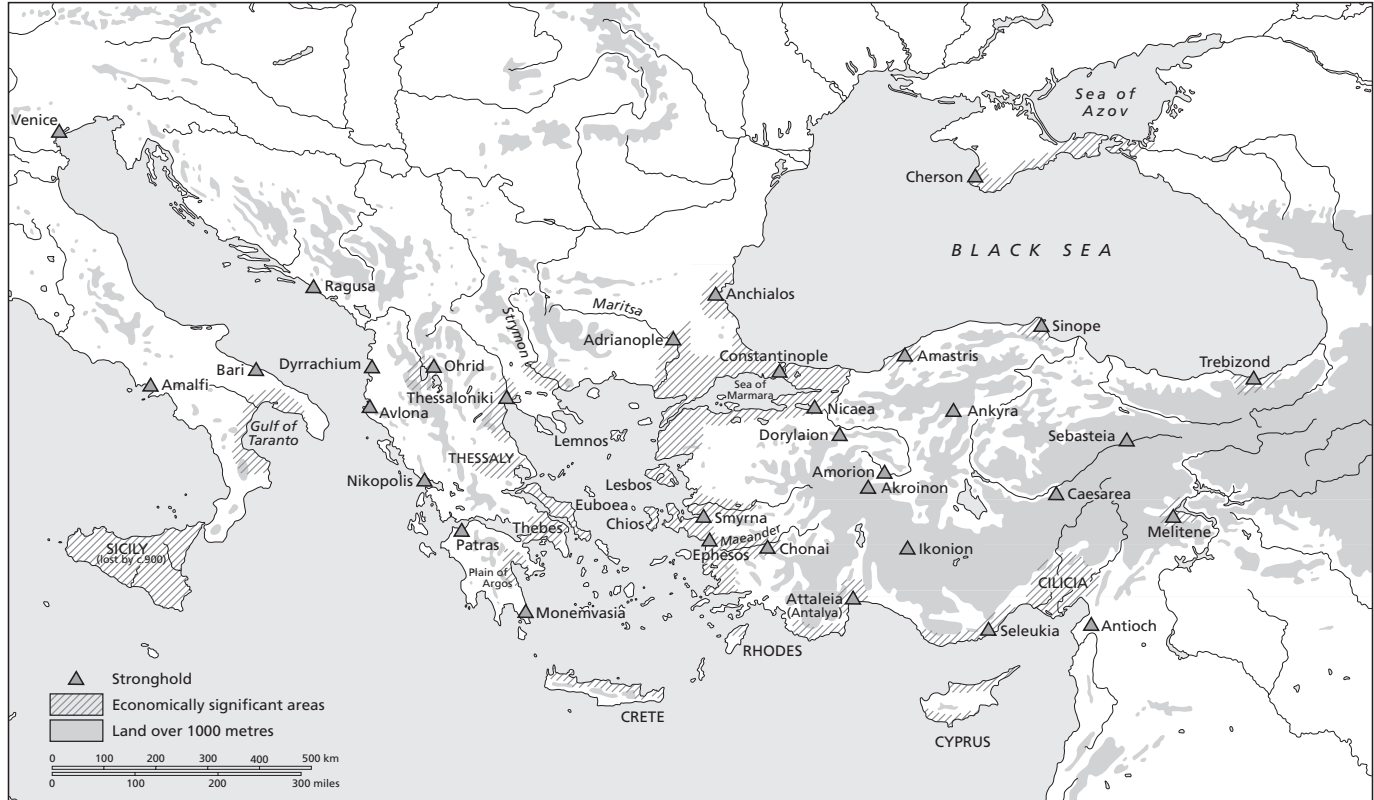 Venice
Sea of
Azov
Cherson
BLACK SEA
Ragusa
Anchialos
Maritsa
Strymon
Adrianople
Sinope
Constantinople
Amastris
Trebizond
Dyrrachium
Ohrid
Bari
Amalfi
Thessaloniki
Sea of
Marmara
Avlona
Nicaea
Ankyra
Gulf of
Taranto
Lemnos
Dorylaion
Sebasteia
THESSALY
Amorion
Nikopolis
Lesbos
Akroinon
Caesarea
Euboea
Chios
Smyrna
Thebes
Maeander
Melitene
Patras
Ephesos
Chonai
Ikonion
SICILY
(lost by c.900)
Plain of
Argos
CILICIA
Attaleia
(Antalya)
Monemvasia
Seleukia
Antioch
RHODES
CRETE
CYPRUS
Stronghold
Economically significant areas
Land over 1000 metres
0 100 200 300 400 500 km
0 100 200 300 miles